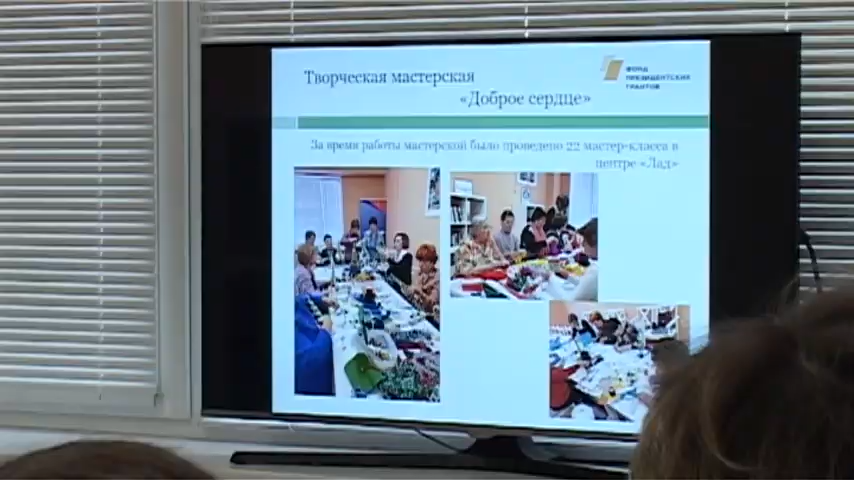 Творческая мастерская
«Доброе сердце»
ФОНД
ПРЕЗИДЕНТСКИХ
ГРАНТОВ
За время работы мастерской было проведено 22 мастер-класса в
центре «Лад»